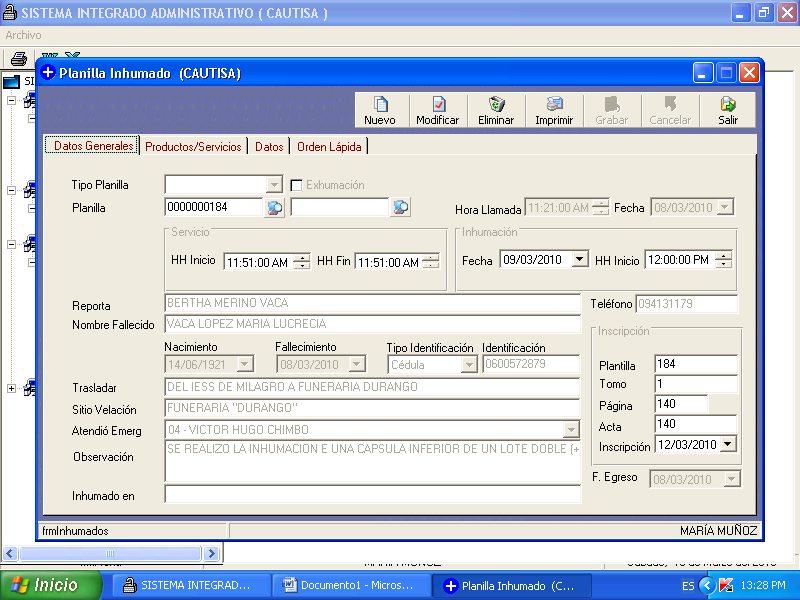 SISTEMA INTEGRADO ADMINISTRATIVO ( CAUTISA )
Archivo
SI
Planilla Inhumado (CAUTISA)
Nuevo Modificar Eliminar Imprimir Grabar Cancelar Salir
Datos Generales Productos/Servicios Datos Orden Lápida
Tipo Planilla Exhumación
Planilla 0000000184 Hora Llamada 11:21:00 AM Fecha 08/03/2010
Servicio Inhumación
HH Inicio 11:51:00 AM HH Fin 11:51:00 AM Fecha 09/03/2010 HH Inicio 12:00:00 PM
Reporta BERTHA MERINO VACA Teléfono 094131179
Nombre Fallecido VACA LOPEZ MARIA LUCRECIA
Inscripción
Nacimiento Fallecimiento Tipo Identificación Identificación
14/06/1921 08/03/2010 Cédula 0600572879 Plantilla 184
Trasladar DEL IESS DE MILAGRO A FUNERARIA DURANGO Tomo 1
Sitio Velación FUNERARIA "DURANGO" Página 140
Atendió Emerg 04 - VICTOR HUGO CHIMBO Acta 140
Observación SE REALIZO LA INHUMACION E UNA CAPSULA INFERIOR DE UN LOTE DOBLE (+ Inscripción 12/03/2010
F. Egreso 08/03/2010
Inhumado en
frmInhumados MARÍA MUÑOZ
Inicio SISTEMA INTEGRAD... Documento1 - Micros... Planilla Inhumado (C... ES 13:28 PM